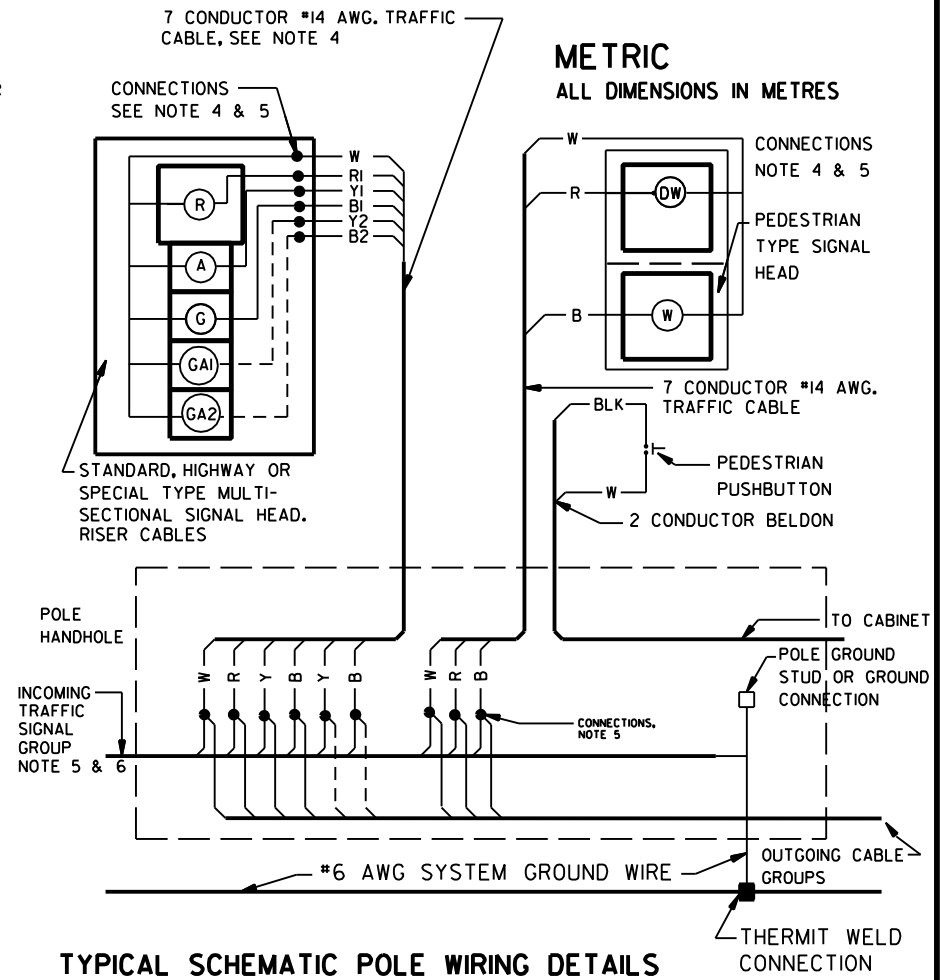 7 CONDUCTOR #14 AWG. TRAFFIC
CABLE, SEE NOTE 4
METRIC
ALL DIMENSIONS IN METRES
CONNECTIONS
SEE NOTE 4 & 5
W
R1
Y1
B1
Y2
B2
R
A
G
GA1
GA2
W
R
B
DW
W
CONNECTIONS
NOTE 4 & 5
PEDESTRIAN
TYPE SIGNAL
HEAD
7 CONDUCTOR #14 AWG.
TRAFFIC CABLE
BLK
W
PEDESTRIAN
PUSHBUTTON
2 CONDUCTOR BELDON
STANDARD, HIGHWAY OR
SPECIAL TYPE MULTI-
SECTIONAL SIGNAL HEAD.
RISER CABLES
POLE
HANDHOLE
TO CABINET
POLE GROUND
STUD OR GROUND
CONNECTION
W R Y B Y B W R B
INCOMING
TRAFFIC
SIGNAL
GROUP
NOTE 5 & 6
CONNECTIONS.
NOTE 5
OUTGOING CABLE
GROUPS
#6 AWG SYSTEM GROUND WIRE
THERMIT WELD
CONNECTION
TYPICAL SCHEMATIC POLE WIRING DETAILS